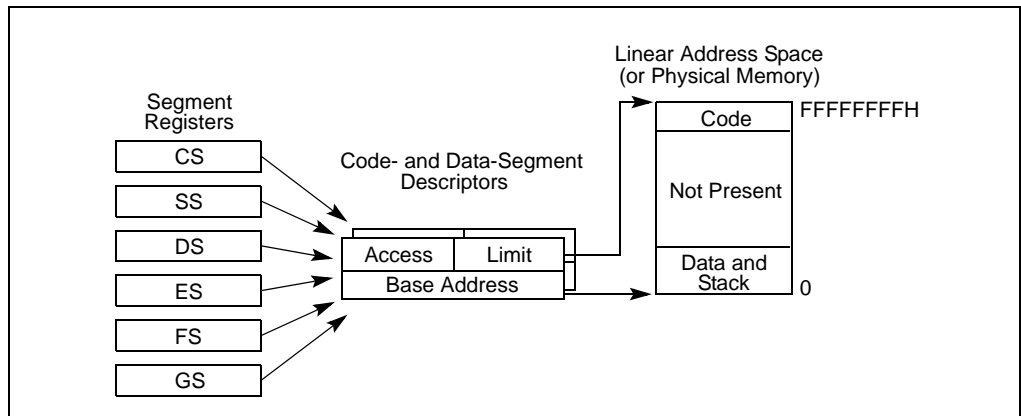 Linear Address Space
(or Physical Memory)
Segment
Registers
CS
SS
DS
ES
FS
GS
Code- and Data-Segment
Descriptors
Access
Limit
Base Address
Code
FFFFFFFFH
Not Present
Data and
Stack
0